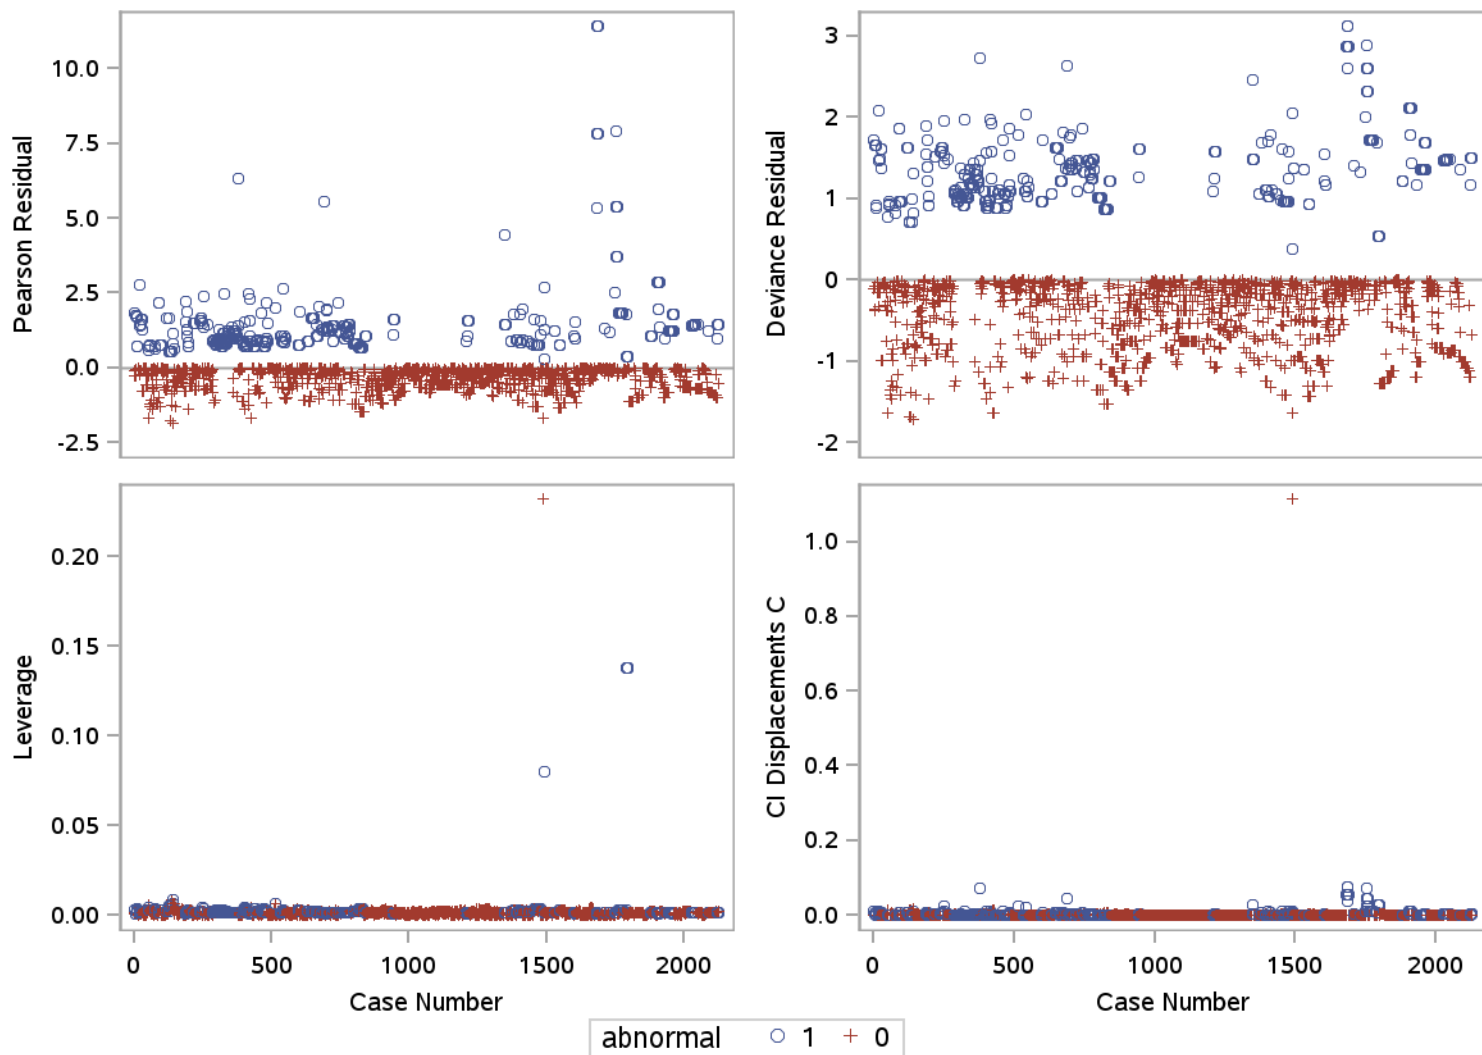 Pearson Residual
10.0
7.5
5.0
2.5
0.0
-2.5
Deviance Residual
3
2
1
0
-1
-2
Leverage
0.20
0.15
0.10
0.05
0.00
0 500 1000 1500 2000
Case Number
CI Displacements C
1.0
0.8
0.6
0.4
0.2
0.0
0 500 1000 1500 2000
Case Number
abnormal 1 0